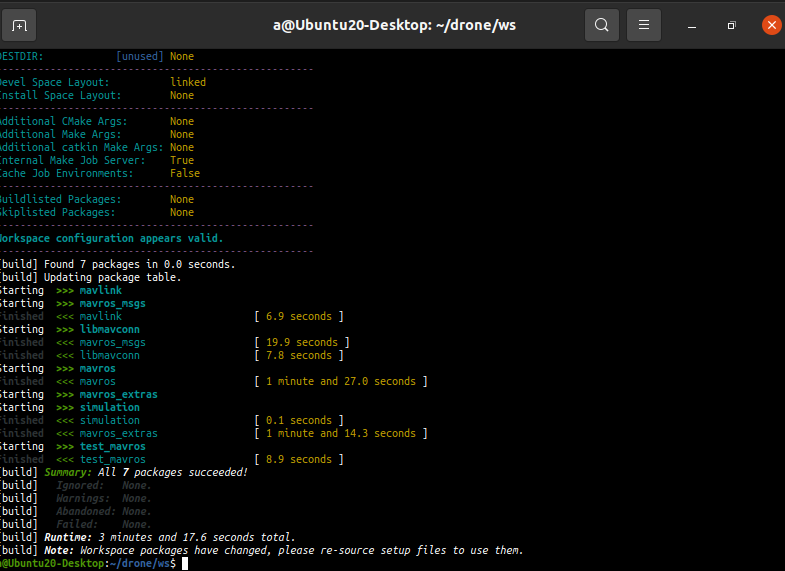 a@Ubuntu20-Desktop: ~/drone/ws
DESTDIR: [unused] None
Devel Space Layout: linked
Install Space Layout: None
Additional CMake Args: None
Additional Make Args: None
Additional catkin Make Args: None
Internal Make Job Server: True
Cache Job Environments: False
Buildlisted Packages: None
Skiplisted Packages: None
Workspace configuration appears valid.
[build] Found 7 packages in 0.0 seconds.
[build] Updating package table.
Starting >>> mavlink
Starting >>> mavros_msgs
Finished <<< mavlink [ 6.9 seconds ]
Starting >>> libmavconn
Finished <<< mavros_msgs [ 19.9 seconds ]
Finished <<< libmavconn [ 7.8 seconds ]
Starting >>> mavros
Finished <<< mavros [ 1 minute and 27.0 seconds ]
Starting >>> mavros_extras
Starting >>> simulation
Finished <<< simulation [ 0.1 seconds ]
Finished <<< mavros_extras [ 1 minute and 14.3 seconds ]
Starting >>> test_mavros
Finished <<< test_mavros [ 8.9 seconds ]
[build] Summary: All 7 packages succeeded!
[build] Ignored: None.
[build] Warnings: None.
[build] Abandoned: None.
[build] Failed: None.
[build] Runtime: 3 minutes and 17.6 seconds total.
[build] Note: Workspace packages have changed, please re-source setup files to use them.
a@Ubuntu20-Desktop:~/drone/ws$